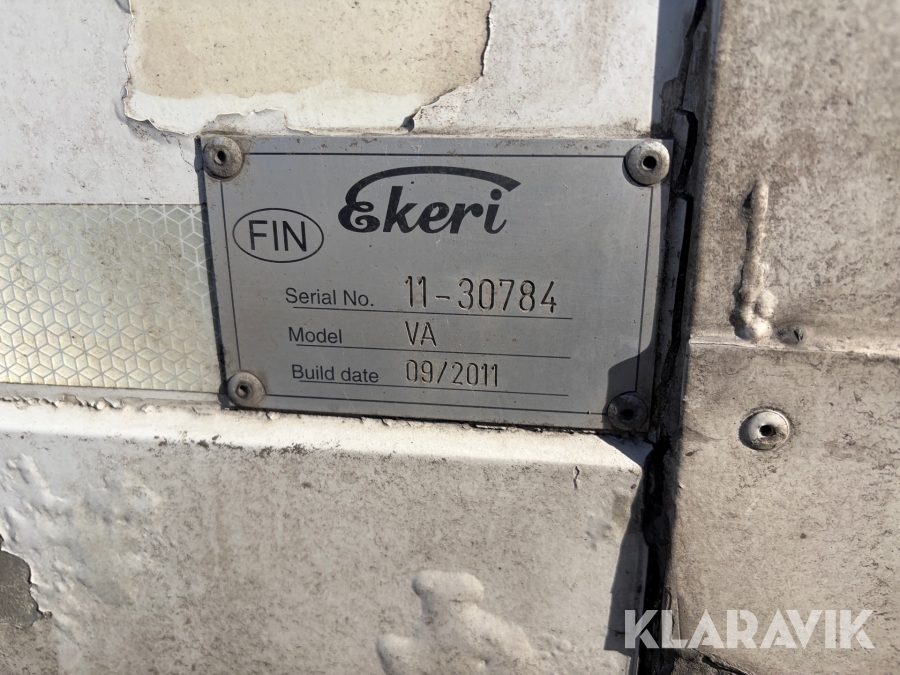 Ekeri
FIN
Serial No. 11-30784
Model VA
Build date 09/2011
KLARAVIK